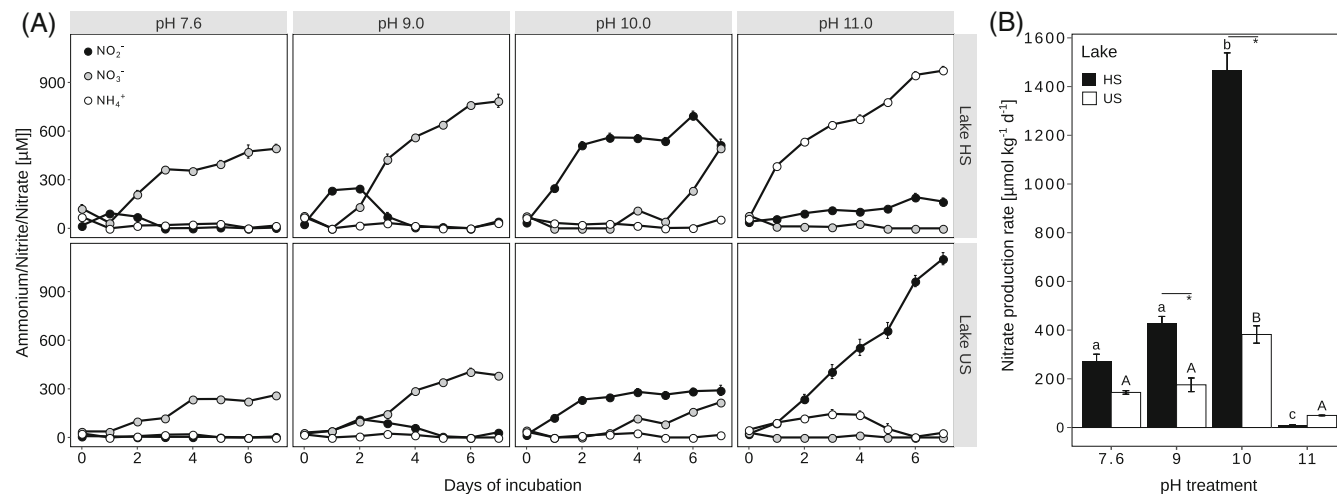 (A)
pH 7.6 pH 9.0 pH 10.0 pH 11.0
NO₂⁻
NO₃⁻
NH₄⁺
900
600
300
0
Lake HS
900
600
300
0
Lake US
Ammonium/Nitrite/Nitrate [µM]]
0 2 4 6 0 2 4 6 0 2 4 6 0 2 4 6
Days of incubation
(B)
Lake
HS
US
1600
1400
1200
1000
800
600
400
200
0
Nitrate production rate [µmol kg⁻¹ d⁻¹]
a A a A * b B * c A
7.6 9 10 11
pH treatment